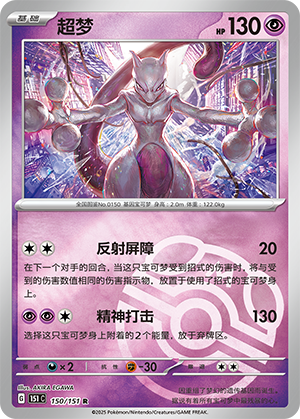 基础
超梦
HP 130
全国图鉴No.0150 基因宝可梦 身高：2.0m 体重：122.0kg
反射屏障 20
在下一个对手的回合，当这只宝可梦受到招式的伤害时，将与受
到的伤害数值相同的伤害指示物，放置于使用了招式的宝可梦身
上。
精神打击 130
选择这只宝可梦上附着的2个能量，放于弃牌区。
弱点 ×2 抵抗力 -30 撤退
Illus. AKIRA EGAWA
G 151 C 150/151 R
©2025 Pokémon/Nintendo/Creatures/GAME FREAK.